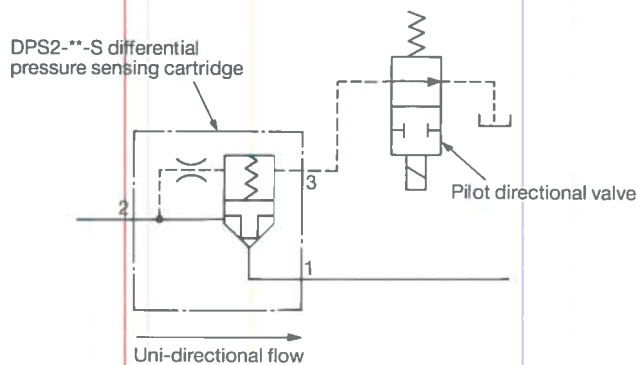 DPS2-**-S differential
pressure sensing cartridge
3
Pilot directional valve
2
1
Uni-directional flow